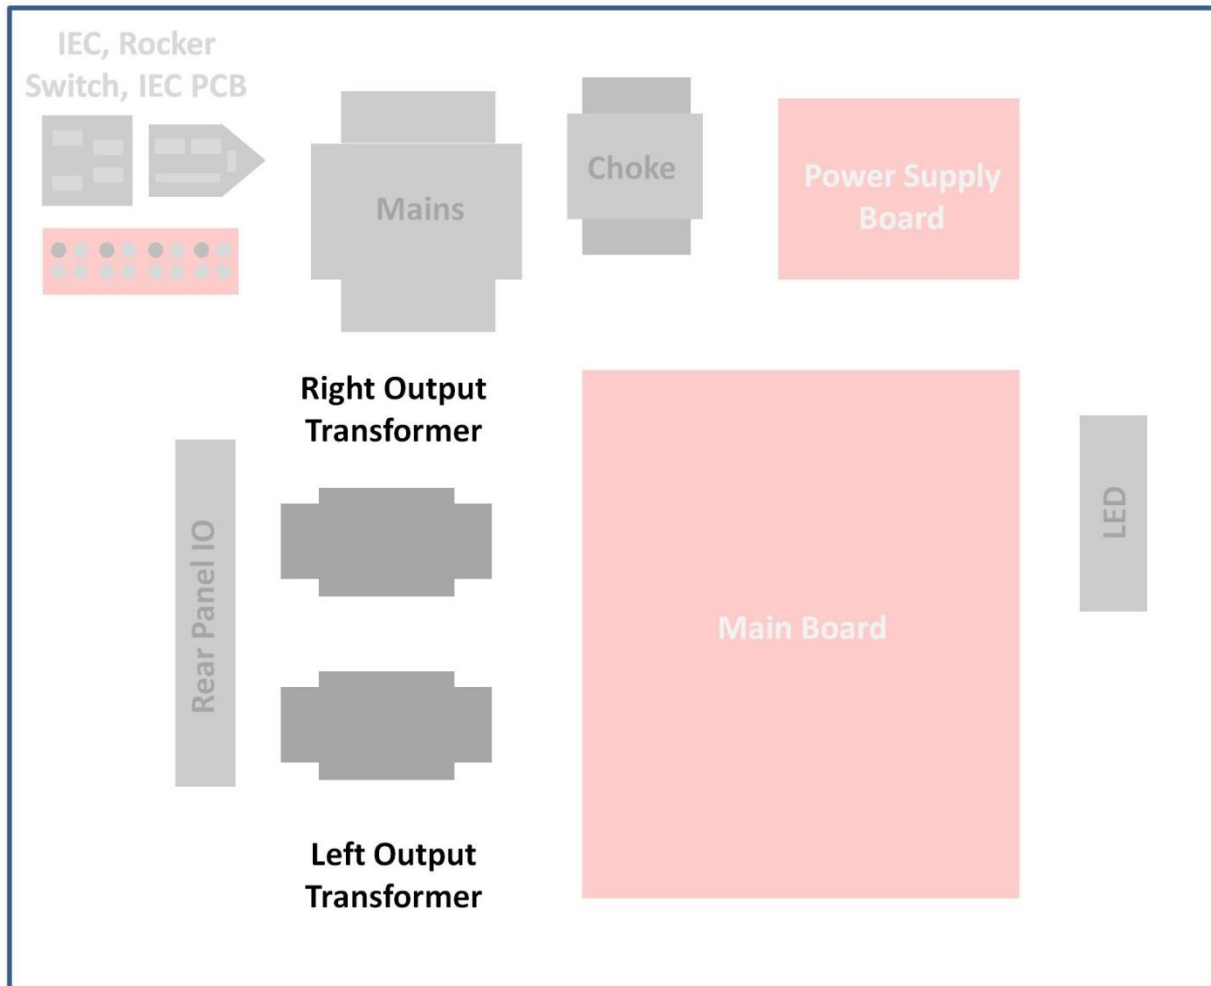 IEC, Rocker
Switch, IEC PCB
Mains
Choke
Power Supply
Board
Right Output
Transformer
Rear Panel IO
Main Board
LED
Left Output
Transformer